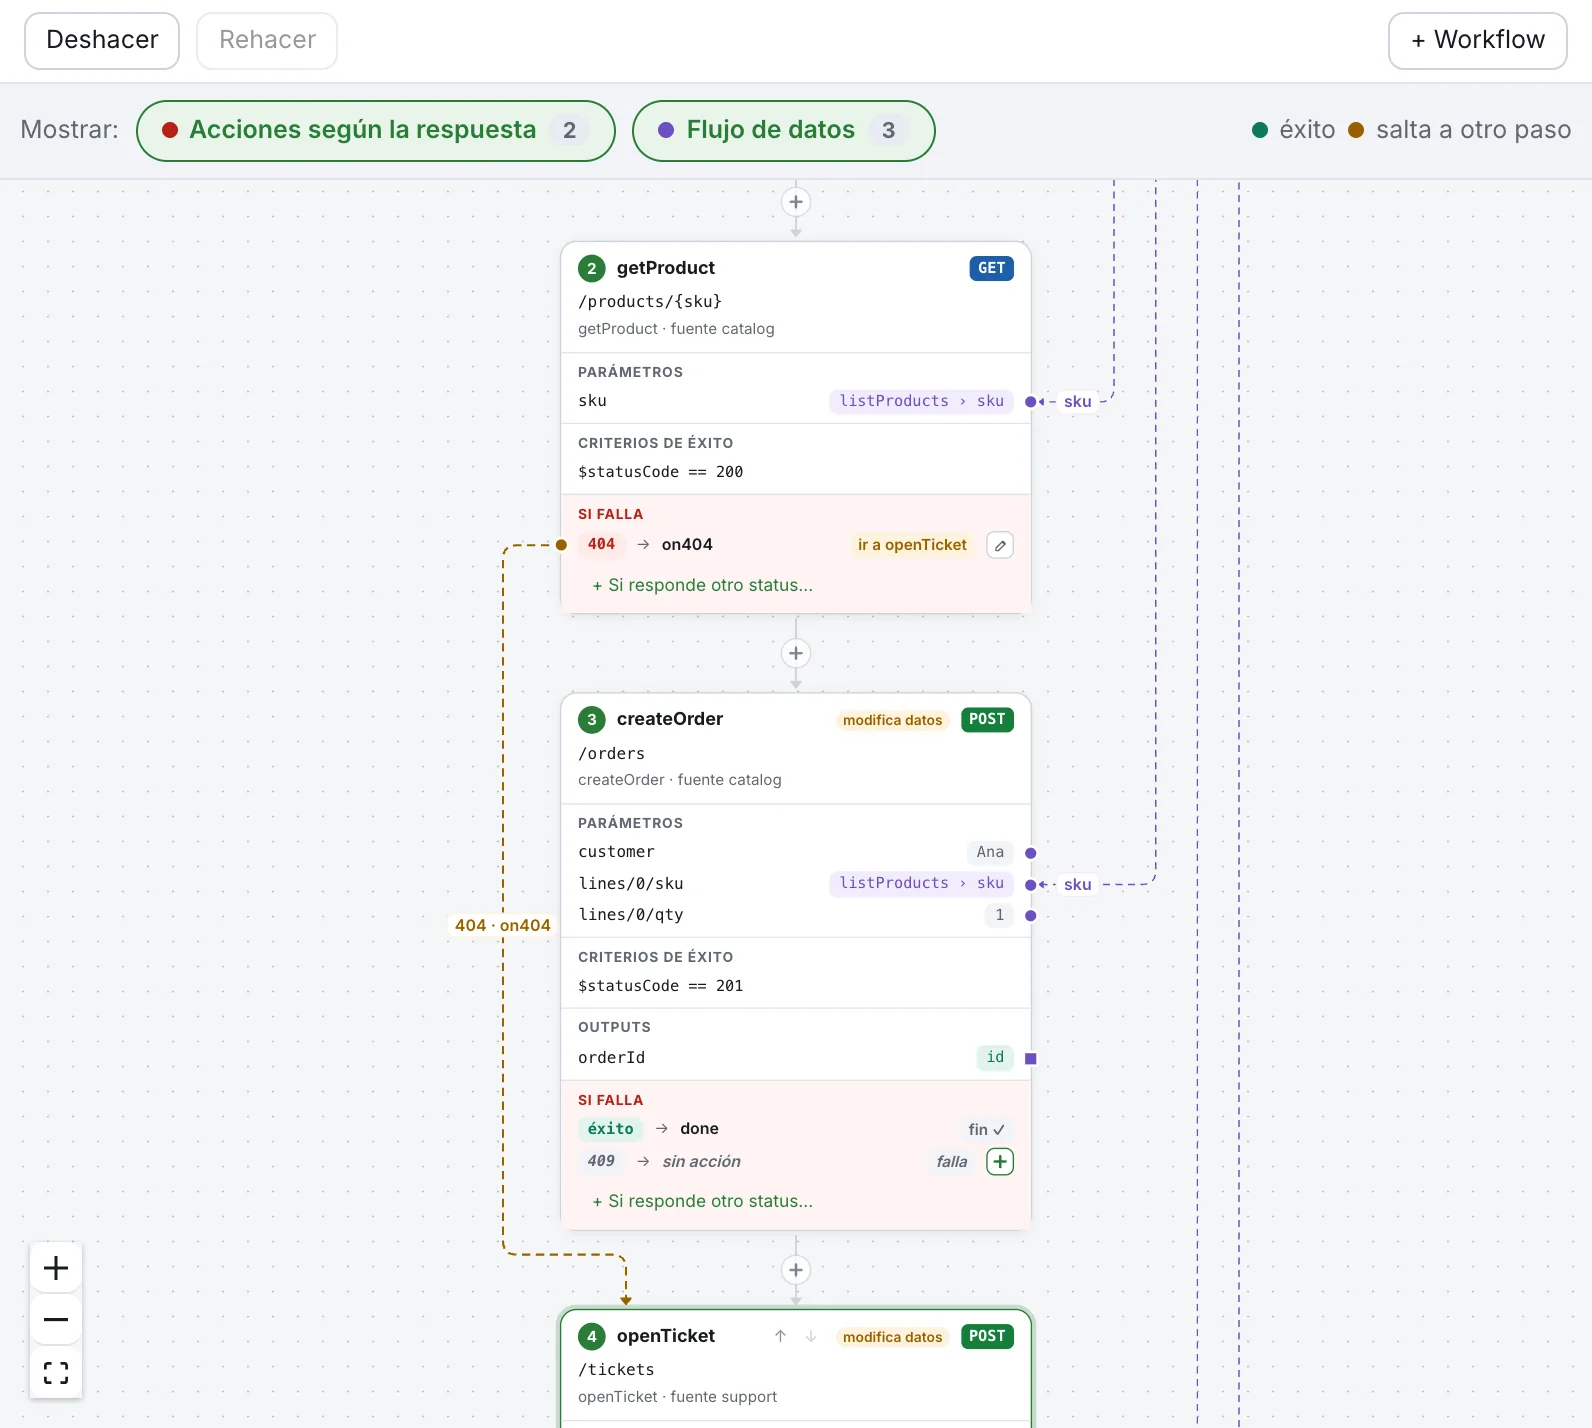 Deshacer Rehacer + Workflow
Mostrar: Acciones según la respuesta 2 Flujo de datos 3 éxito salta a otro paso
+
2 getProduct GET
/products/{sku}
getProduct · fuente catalog
PARÁMETROS
sku listProducts › sku sku
CRITERIOS DE ÉXITO
$statusCode == 200
SI FALLA
404 → on404 ir a openTicket
+ Si responde otro status...
+
3 createOrder modifica datos POST
/orders
createOrder · fuente catalog
PARÁMETROS
customer Ana
lines/0/sku listProducts › sku sku
lines/0/qty 1
404 · on404
CRITERIOS DE ÉXITO
$statusCode == 201
OUTPUTS
orderId id
SI FALLA
éxito → done fin ✓
409 → sin acción falla +
+ Si responde otro status...
+
4 openTicket ↑ ↓ modifica datos POST
/tickets
openTicket · fuente support